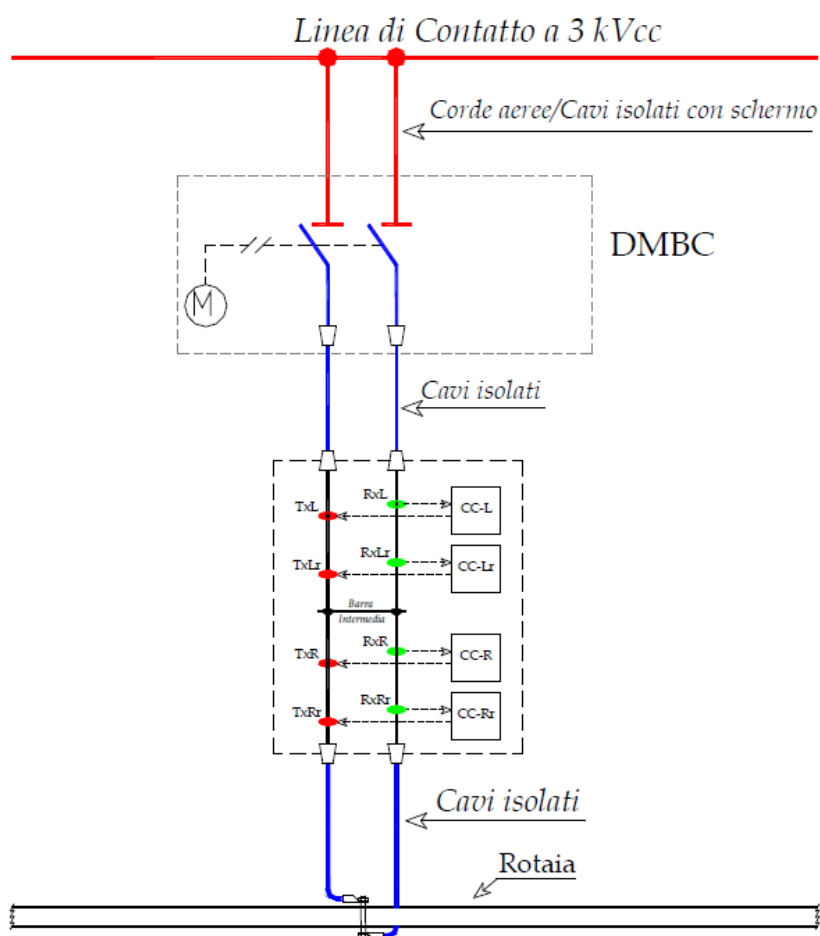 Linea di Contatto a 3 kVcc
Corde aeree/Cavi isolati con schermo
DMBC
M
Cavi isolati
TxL
RxL
CC-L
TxLr
RxLr
CC-Lr
Barra
Intermedia
TxR
RxR
CC-R
TxRr
RxRr
CC-Rr
Cavi isolati
Rotaia